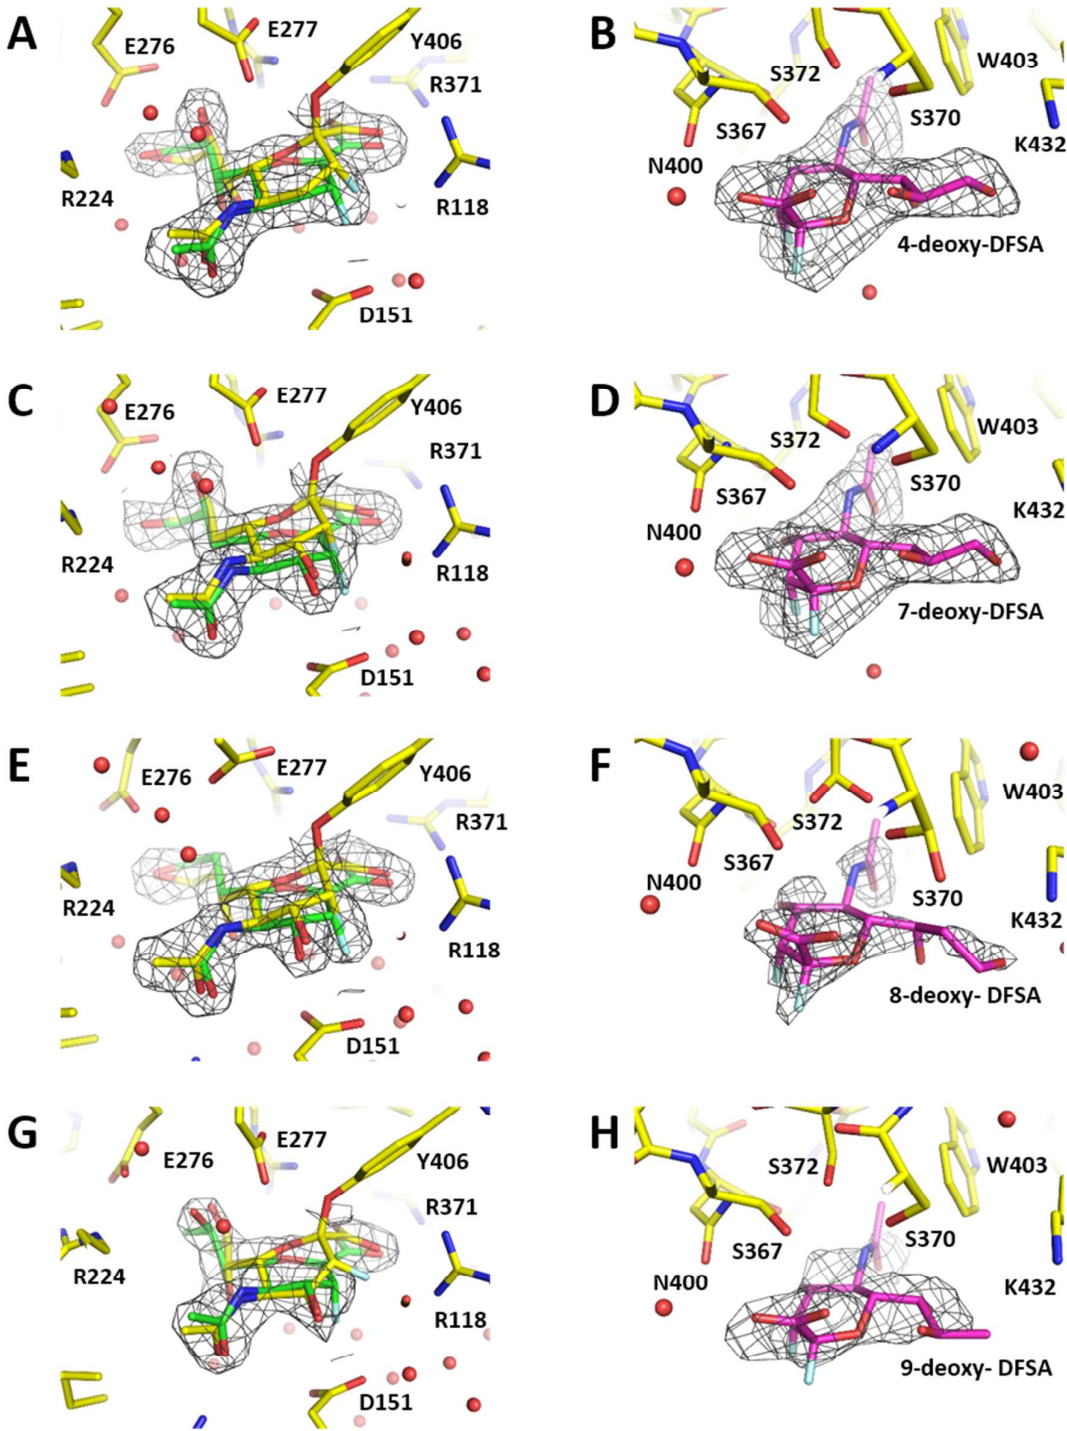 A
E276
E277
Y406
R371
R224
R118
D151
B
S372
W403
S367
S370
N400
K432
4-deoxy-DFSA
C
E276
E277
Y406
R371
R224
R118
D151
D
S372
W403
S367
S370
N400
K432
7-deoxy-DFSA
E
E276
E277
Y406
R371
R224
R118
D151
F
S372
W403
S367
N400
S370
K432
8-deoxy- DFSA
G
E276
E277
Y406
R371
R224
R118
D151
H
S372
W403
S367
S370
N400
K432
9-deoxy- DFSA